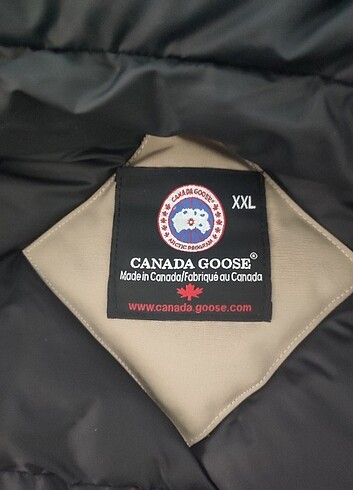 CANADA GOOSE
ARCTIC PROGRAM
XXL
CANADA GOOSE®
Made in Canada/Fabriqué au Canada
www.canada.goose.com